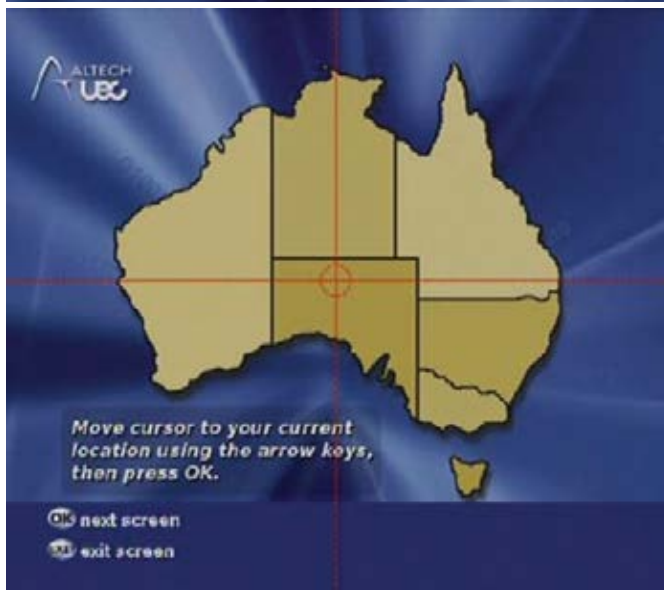 ALTECH
UEC
Move cursor to your current
location using the arrow keys,
then press OK.
OK next screen
EXIT exit screen